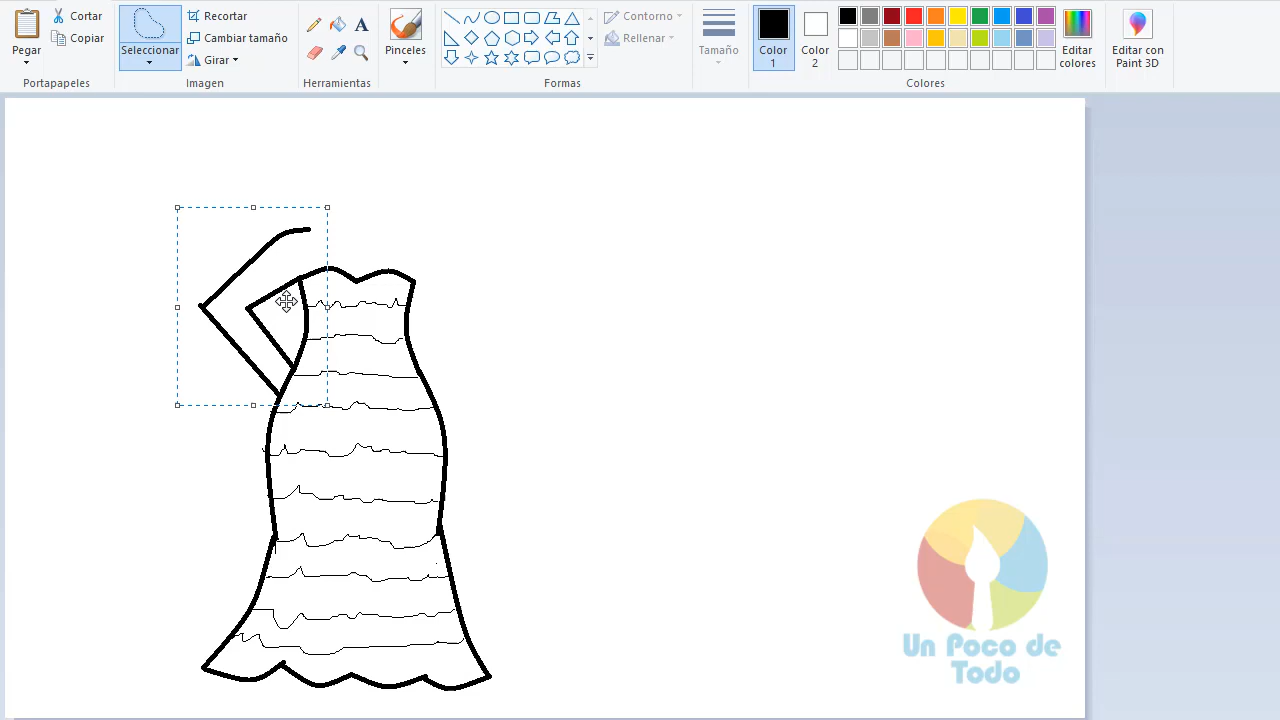 Pegar
Cortar
Copiar
Portapapeles
Seleccionar
Recortar
Cambiar tamaño
Girar
Imagen
A
Herramientas
Pinceles
Contorno
Rellenar
Formas
Tamaño
Color
1
Color
2
Editar
colores
Colores
Editar con
Paint 3D
Un Poco de
Todo